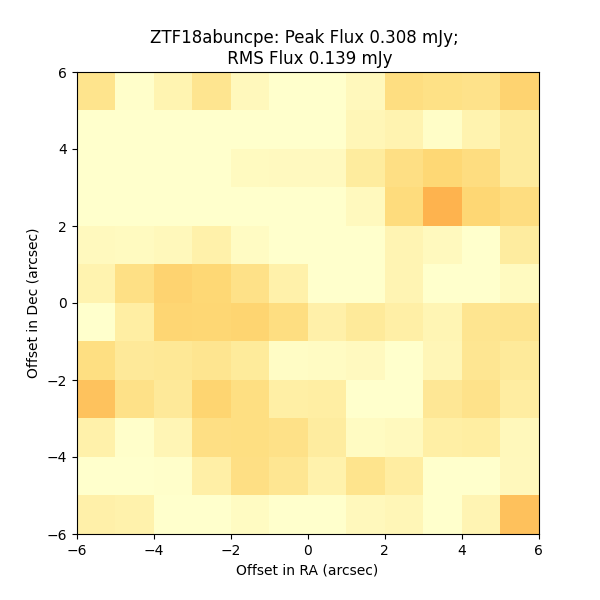 ZTF18abuncpe: Peak Flux 0.308 mJy;
RMS Flux 0.139 mJy
6
4
2
0
−2
−4
−6
Offset in Dec (arcsec)
−6 −4 −2 0 2 4 6
Offset in RA (arcsec)